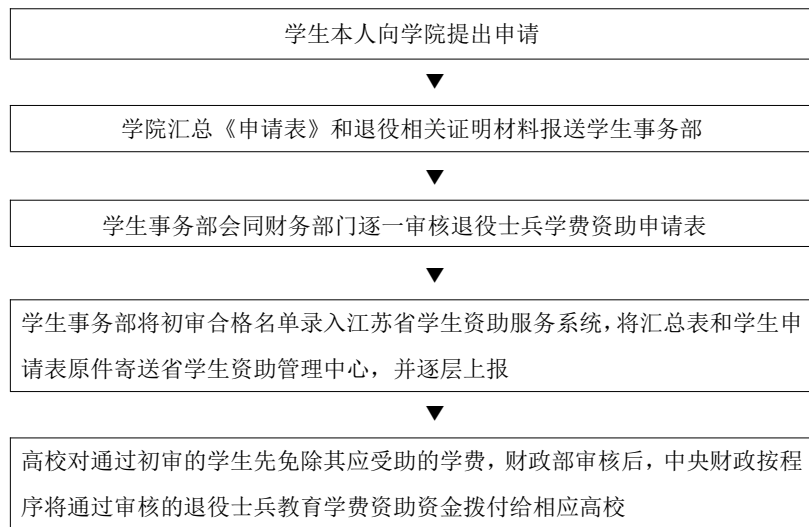 学生本人向学院提出申请
学院汇总《申请表》和退役相关证明材料报送学生事务部
学生事务部会同财务部门逐一审核退役士兵学费资助申请表
学生事务部将初审合格名单录入江苏省学生资助服务系统，将汇总表和学生申
请表原件寄送省学生资助管理中心，并逐层上报
高校对通过初审的学生先免除其应受助的学费，财政部审核后，中央财政按程
序将通过审核的退役士兵教育学费资助资金拨付给相应高校